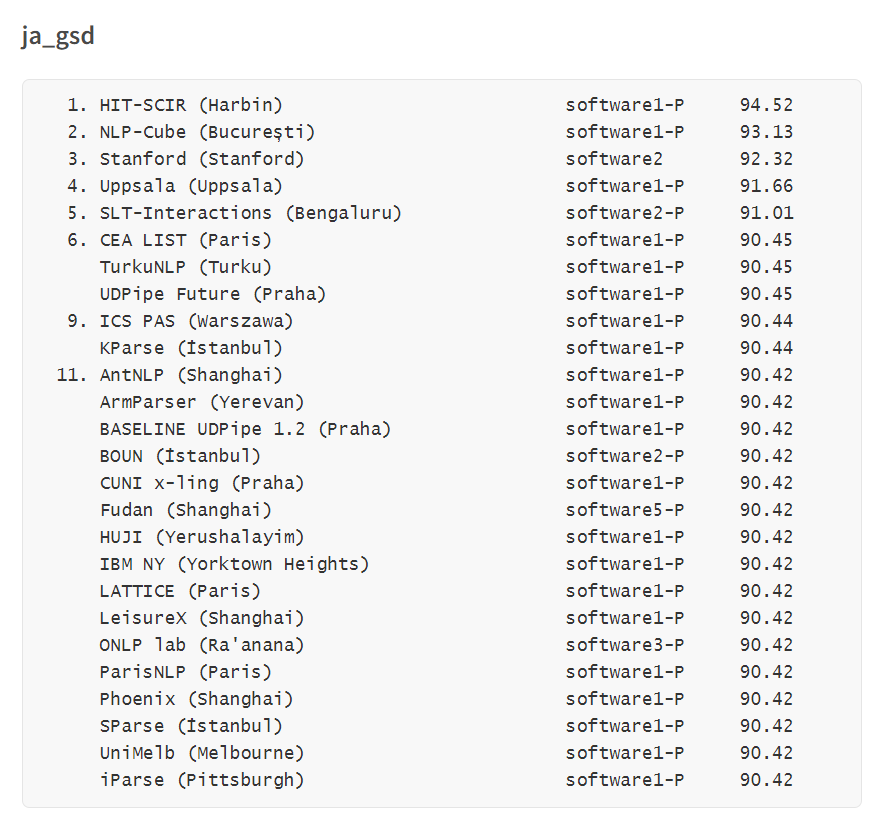 ja_gsd
1. HIT-SCIR (Harbin) software1-P 94.52
2. NLP-Cube (București) software1-P 93.13
3. Stanford (Stanford) software2 92.32
4. Uppsala (Uppsala) software1-P 91.66
5. SLT-Interactions (Bengaluru) software2-P 91.01
6. CEA LIST (Paris) software1-P 90.45
TurkuNLP (Turku) software1-P 90.45
UDPipe Future (Praha) software1-P 90.45
9. ICS PAS (Warszawa) software1-P 90.44
KParse (İstanbul) software1-P 90.44
11. AntNLP (Shanghai) software1-P 90.42
ArmParser (Yerevan) software1-P 90.42
BASELINE UDPipe 1.2 (Praha) software1-P 90.42
BOUN (İstanbul) software2-P 90.42
CUNI x-ling (Praha) software1-P 90.42
Fudan (Shanghai) software5-P 90.42
HUJI (Yerushalayim) software1-P 90.42
IBM NY (Yorktown Heights) software1-P 90.42
LATTICE (Paris) software1-P 90.42
LeisureX (Shanghai) software1-P 90.42
ONLP lab (Ra'anana) software3-P 90.42
ParisNLP (Paris) software1-P 90.42
Phoenix (Shanghai) software1-P 90.42
SParse (İstanbul) software1-P 90.42
UniMelb (Melbourne) software1-P 90.42
iParse (Pittsburgh) software1-P 90.42